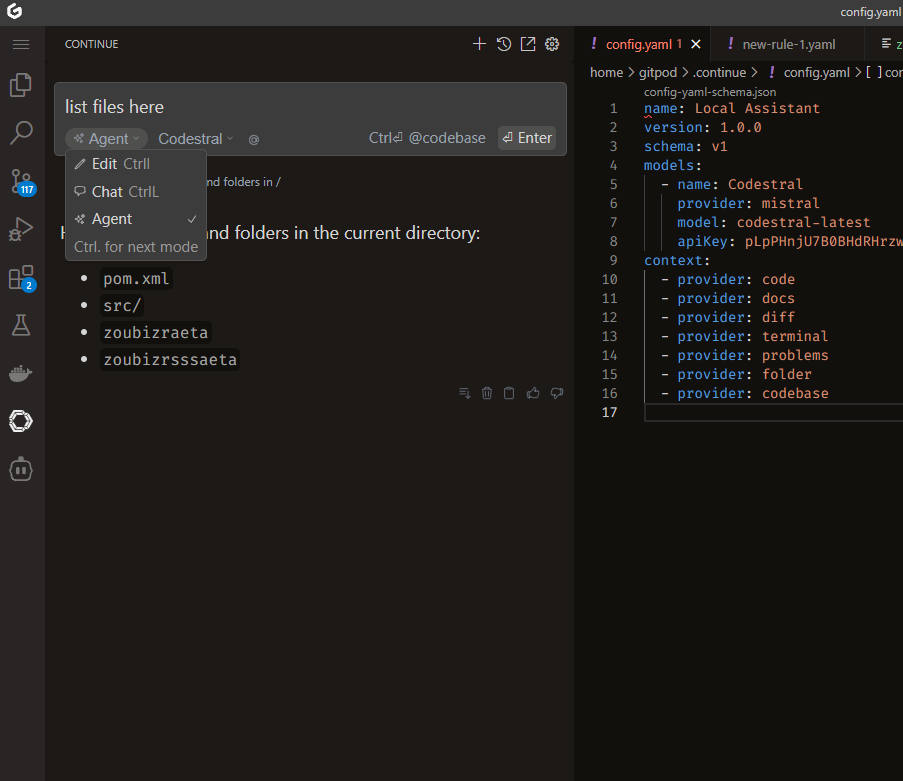 config.yaml
CONTINUE
list files here
Agent
Codestral
@
Ctrl⏎ @codebase
⏎ Enter
Edit Ctrll
Chat CtrlL
Agent ✓
Ctrl. for next mode
nd folders in /
nd folders in the current directory:
• pom.xml
• src/
• zoubizraeta
• zoubizrsssaeta
117
2
! config.yaml 1 ×
! new-rule-1.yaml
z
home > gitpod > .continue > ! config.yaml > [ ] con
config-yaml-schema.json
1 name: Local Assistant
2 version: 1.0.0
3 schema: v1
4 models:
5 - name: Codestral
6 provider: mistral
7 model: codestral-latest
8 apiKey: pLpPHnjU7B0BHdRHrzw
9 context:
10 - provider: code
11 - provider: docs
12 - provider: diff
13 - provider: terminal
14 - provider: problems
15 - provider: folder
16 - provider: codebase
17